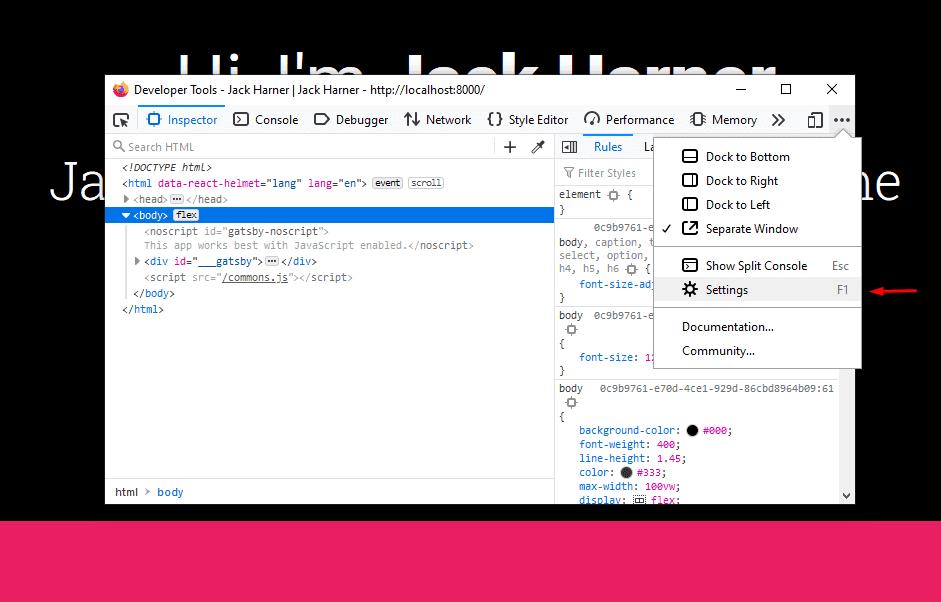 Hi, I'm Jack Harner
Developer Tools - Jack Harner | Jack Harner - http://localhost:8000/
Inspector Console Debugger Network Style Editor Performance Memory
Search HTML
<!DOCTYPE html>
<html data-react-helmet="lang" lang="en"> event scroll
<head> ••• </head>
<body> flex
<noscript id="gatsby-noscript">
This app works best with JavaScript enabled.</noscript>
<div id="___gatsby"> ••• </div>
<script src="/commons.js"></script>
</body>
</html>
html > body
Rules
Filter Styles
element {
}
0c9b9761-e
body, caption, t
select, option,
h4, h5, h6 {
font-size-adj
}
body 0c9b9761-e
{
font-size: 12
}
body 0c9b9761-e70d-4ce1-929d-86cbd8964b09:61
{
background-color: #000;
font-weight: 400;
line-height: 1.45;
color: #333;
max-width: 100vw;
display: flex;
Dock to Bottom
Dock to Right
Dock to Left
✓ Separate Window
Show Split Console Esc
Settings F1
Documentation...
Community...